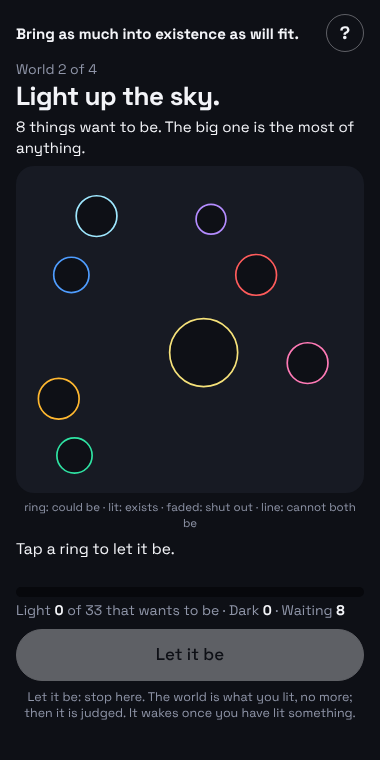 Bring as much into existence as will fit.
?
World 2 of 4
Light up the sky.
8 things want to be. The big one is the most of
anything.
ring: could be · lit: exists · faded: shut out · line: cannot both
be
Tap a ring to let it be.
Light 0 of 33 that wants to be · Dark 0 · Waiting 8
Let it be
Let it be: stop here. The world is what you lit, no more;
then it is judged. It wakes once you have lit something.